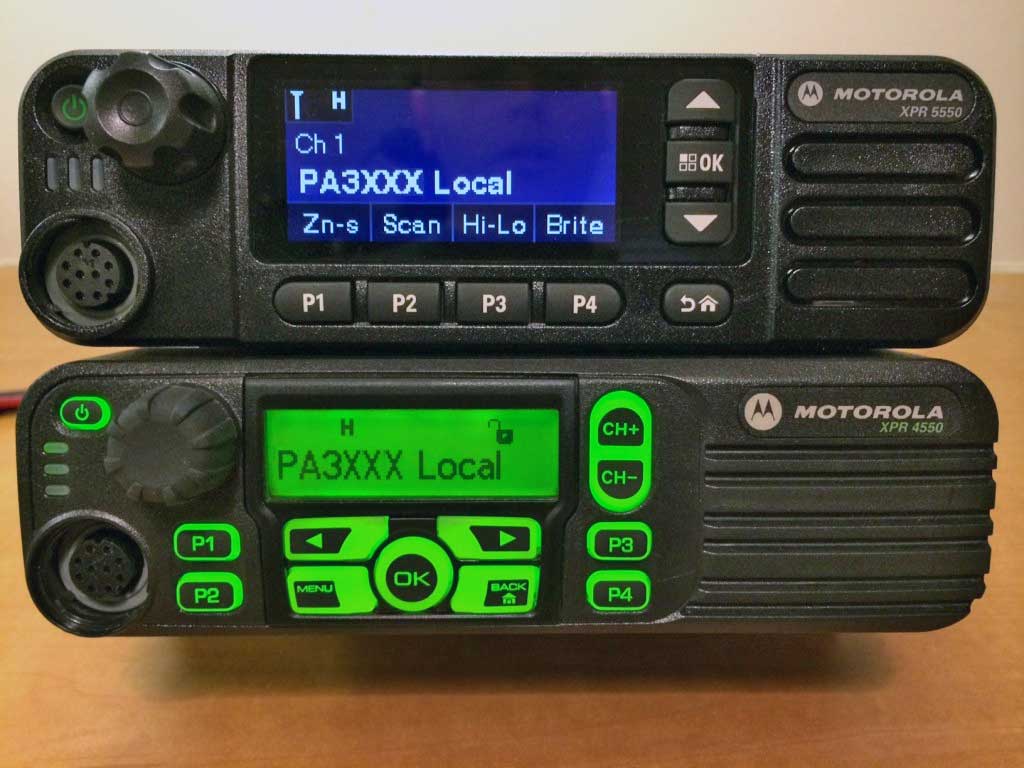 H
Ch 1
PA3XXX Local
Zn-s Scan Hi-Lo Brite
OK
P1 P2 P3 P4
MOTOROLA
XPR 5550
H
PA3XXX Local
P1
P2
MENU
OK
BACK
CH+
CH-
P3
P4
MOTOROLA
XPR 4550